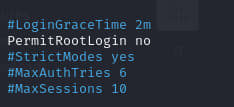 #LoginGraceTime 2m
PermitRootLogin no
#StrictModes yes
#MaxAuthTries 6
#MaxSessions 10